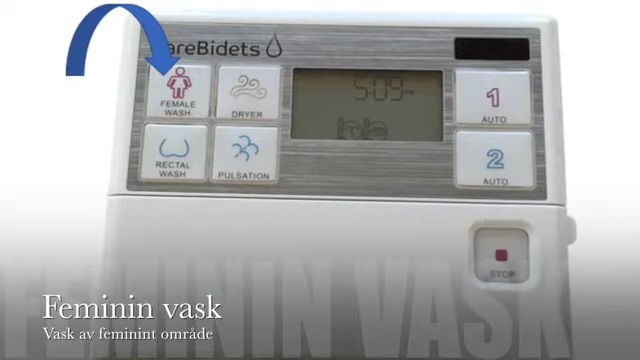 areBidets
FEMALE
WASH
DRYER
5:09 PM
1
AUTO
RECTAL
WASH
PULSATION
2
AUTO
STOP
FEMININ VASK
Feminin vask
Vask av feminint område